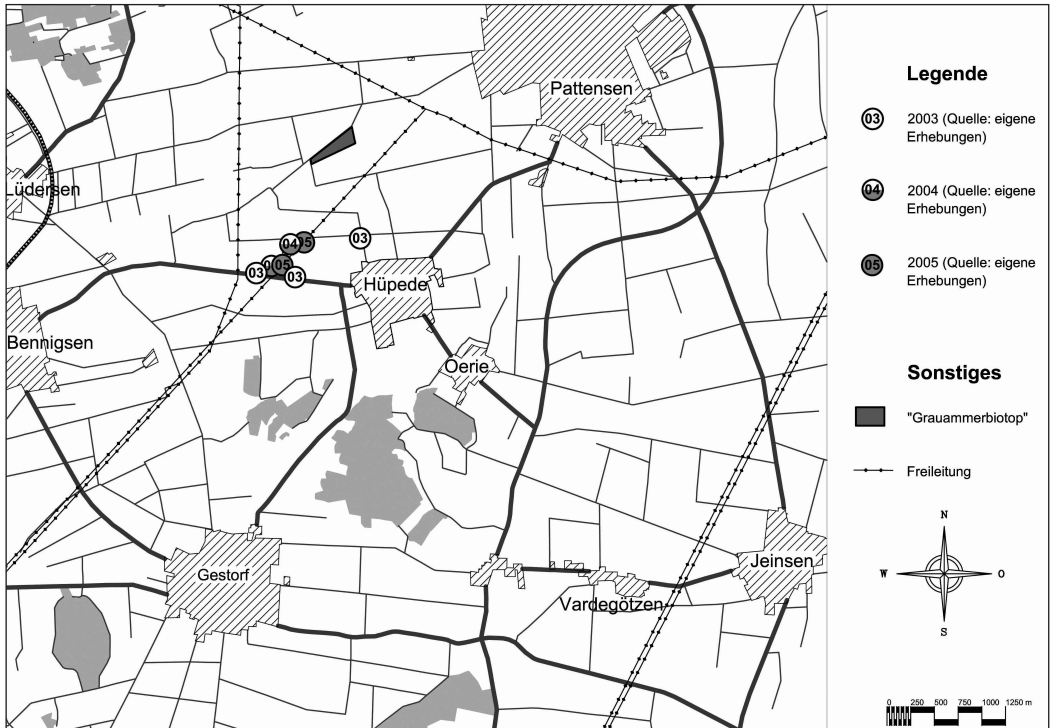 Pattensen
Lüdersen
04 05
03
0 05
03
03
Hüpede
Bennigsen
Oerie
Gestorf
Jeinsen
Vardegötzen
Legende
03 2003 (Quelle: eigene
Erhebungen)
04 2004 (Quelle: eigene
Erhebungen)
05 2005 (Quelle: eigene
Erhebungen)
Sonstiges
"Grauammerbiotop"
Freileitung
N
W O
S
0 250 500 750 1000 1250 m